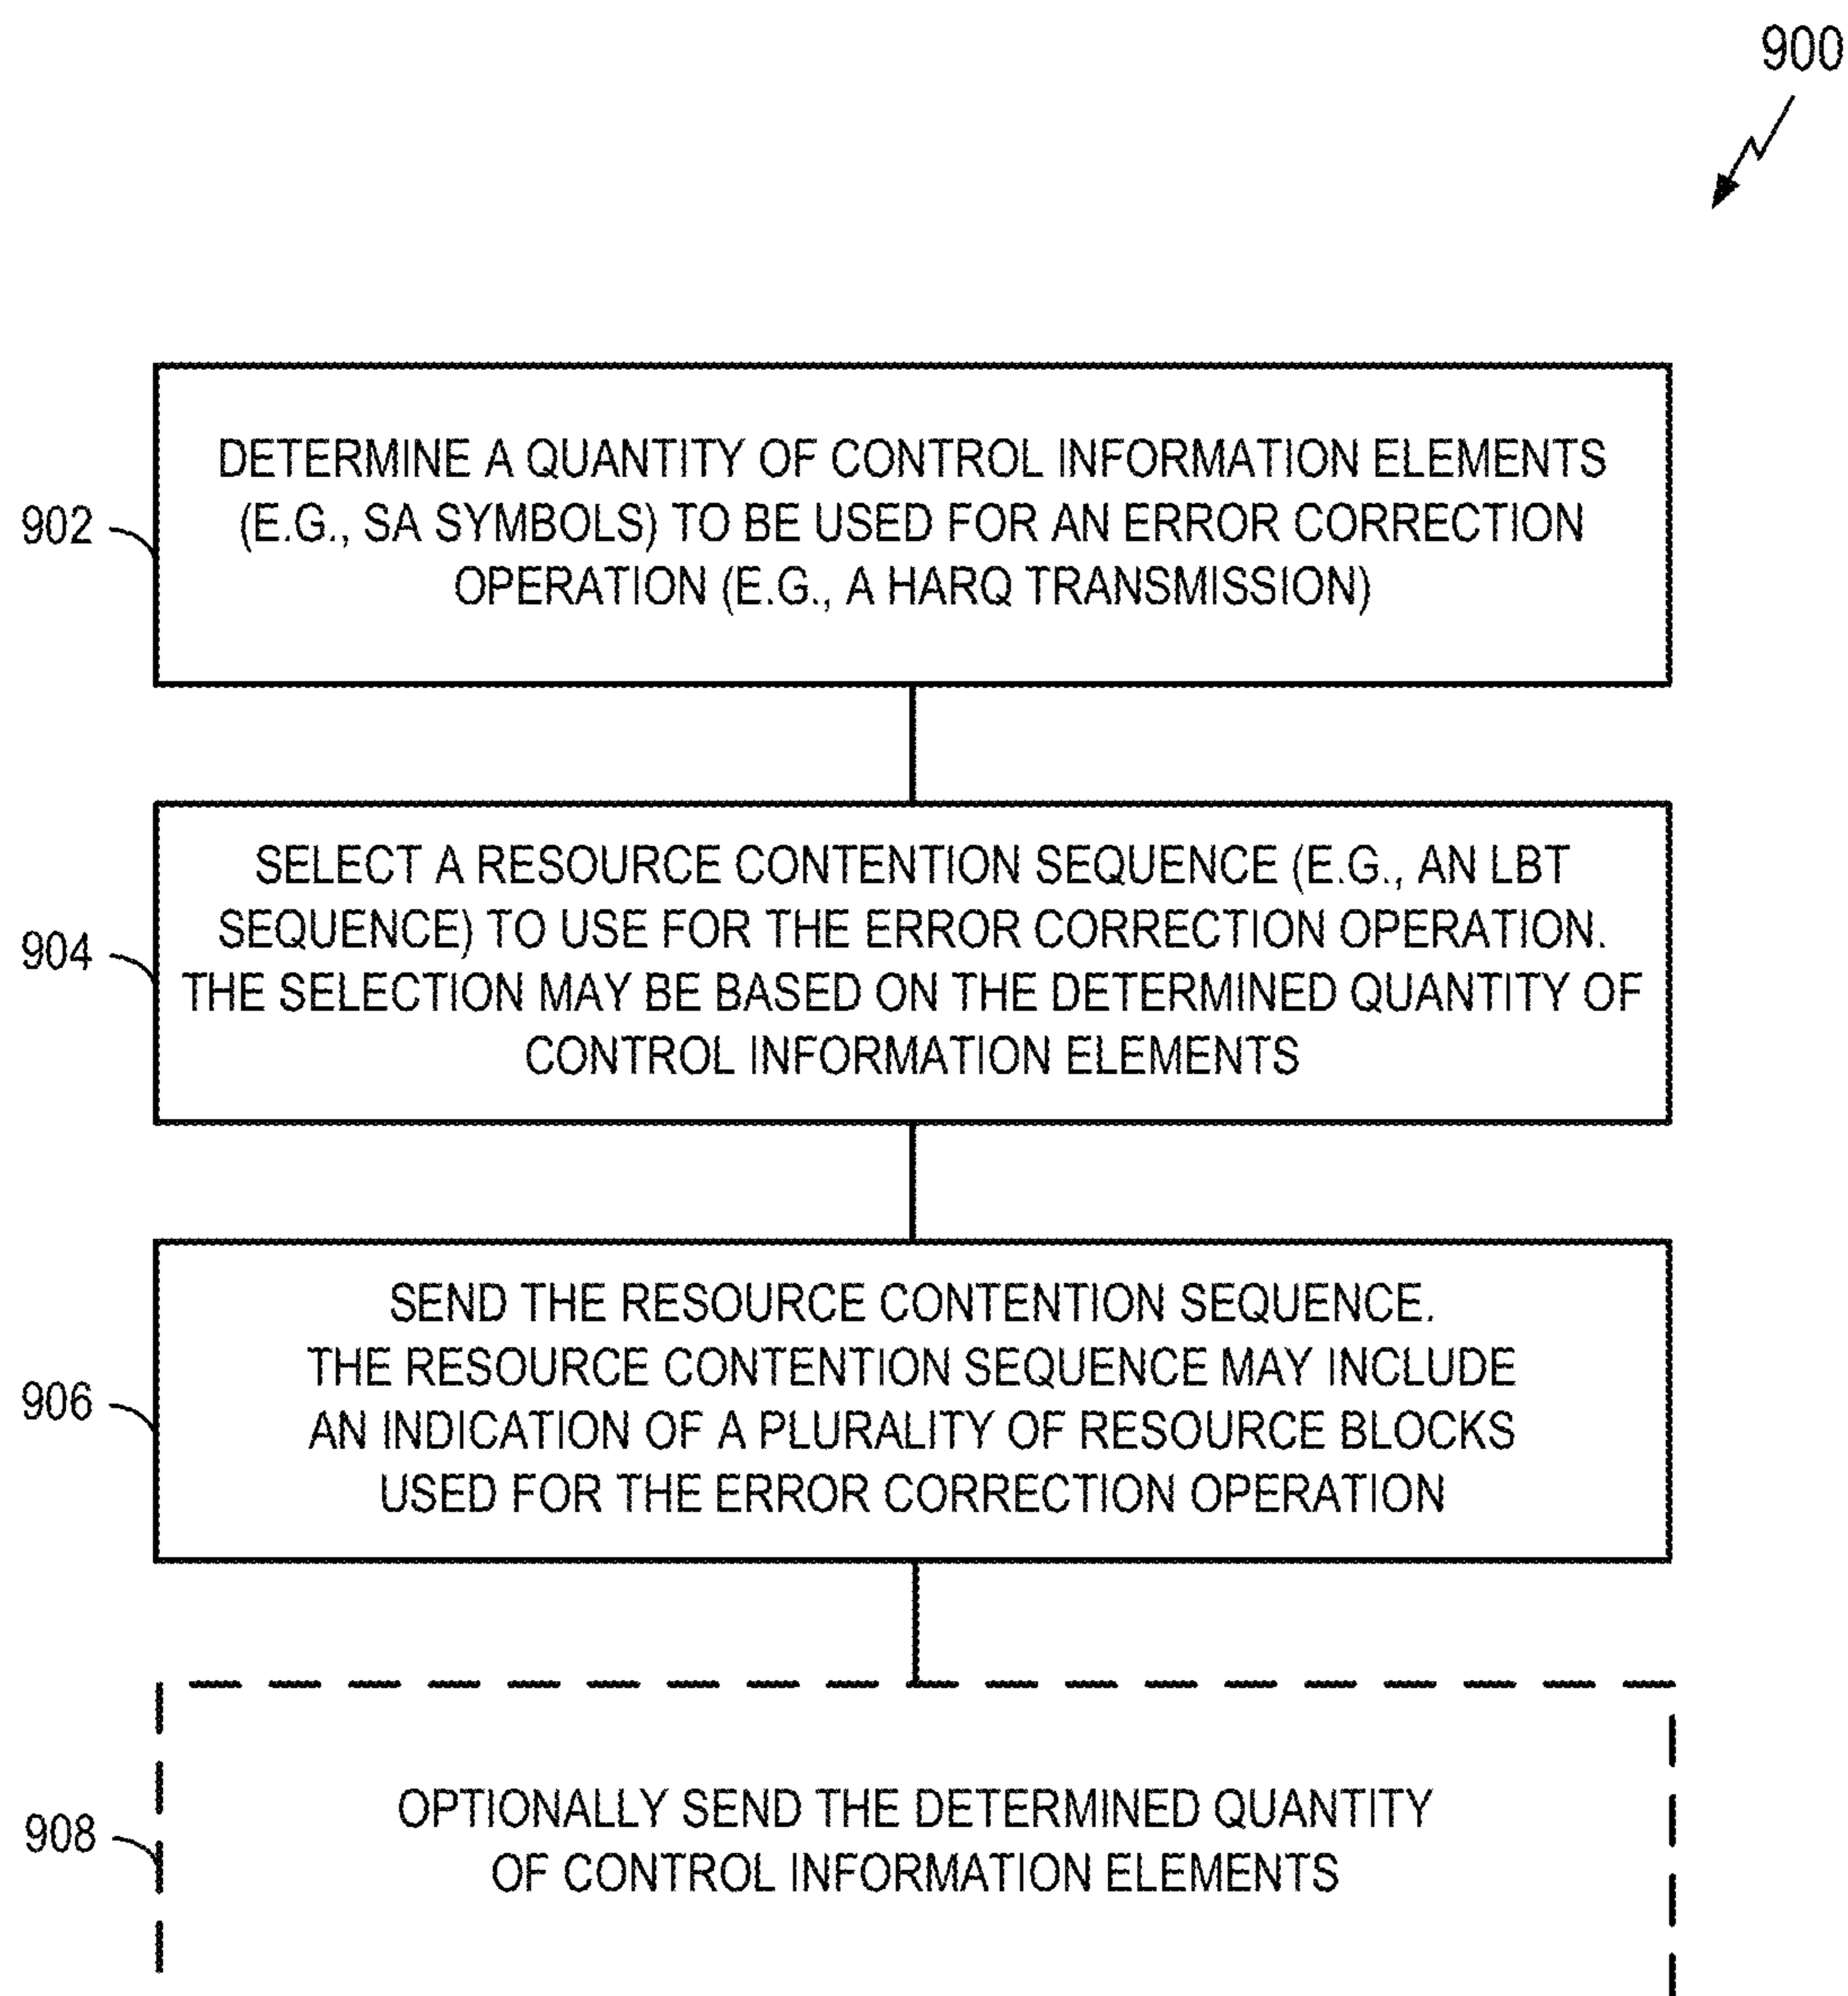 900
902
DETERMINE A QUANTITY OF CONTROL INFORMATION ELEMENTS
(E.G., SA SYMBOLS) TO BE USED FOR AN ERROR CORRECTION
OPERATION (E.G., A HARQ TRANSMISSION)
904
SELECT A RESOURCE CONTENTION SEQUENCE (E.G., AN LBT
SEQUENCE) TO USE FOR THE ERROR CORRECTION OPERATION.
THE SELECTION MAY BE BASED ON THE DETERMINED QUANTITY OF
CONTROL INFORMATION ELEMENTS
906
SEND THE RESOURCE CONTENTION SEQUENCE.
THE RESOURCE CONTENTION SEQUENCE MAY INCLUDE
AN INDICATION OF A PLURALITY OF RESOURCE BLOCKS
USED FOR THE ERROR CORRECTION OPERATION
908
OPTIONALLY SEND THE DETERMINED QUANTITY
OF CONTROL INFORMATION ELEMENTS